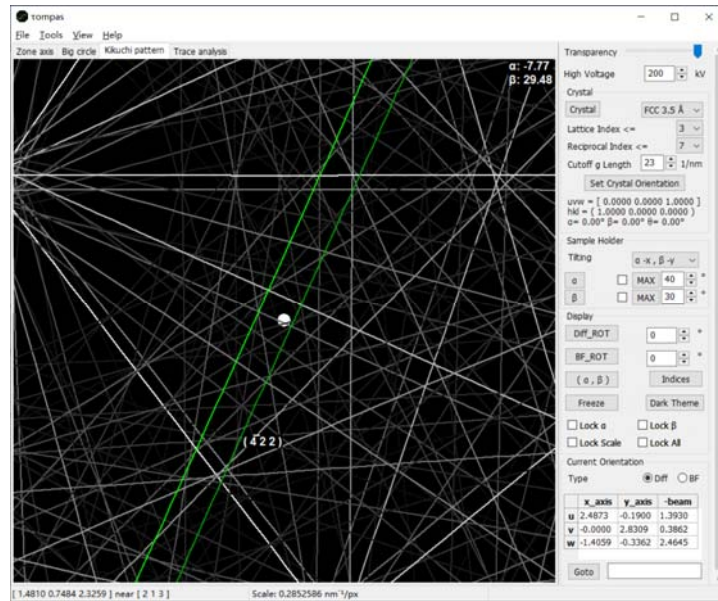 τompas
File Tools View Help
Zone axis Big circle Kikuchi pattern Trace analysis
α: -7.77
β: 29.48
(4̄ 2 2)
Transparency
High Voltage 200 kV
Crystal
Crystal FCC 3.5 Å
Lattice Index <= 3
Reciprocal Index <= 7
Cutoff g Length 23 1/nm
Set Crystal Orientation
uvw = [ 0.0000 0.0000 1.0000 ]
hkl = ( 1.0000 0.0000 0.0000 )
α= 0.00° β= 0.00° θ= 0.00°
Sample Holder
Tilting α -x , β -y
α MAX 40 °
β MAX 30 °
Display
Diff_ROT 0 °
BF_ROT 0 °
( α , β ) Indices
Freeze Dark Theme
Lock α Lock β
Lock Scale Lock All
Current Orientation
Type Diff BF
x_axis y_axis -beam
u 2.4873 -0.1900 1.3930
v -0.0000 2.8309 0.3862
w -1.4059 -0.3362 2.4645
Goto
[ 1.4810 0.7484 2.3259 ] near [ 2 1 3 ] Scale: 0.2852586 nm⁻¹/px